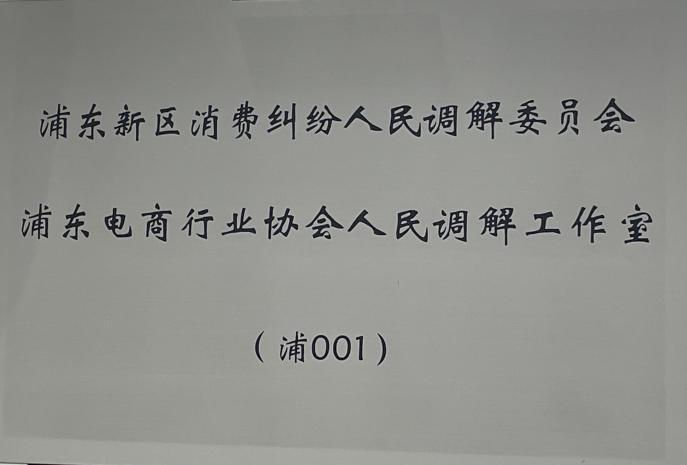 浦东新区消费纠纷人民调解委员会
浦东电商行业协会人民调解工作室
（浦001）